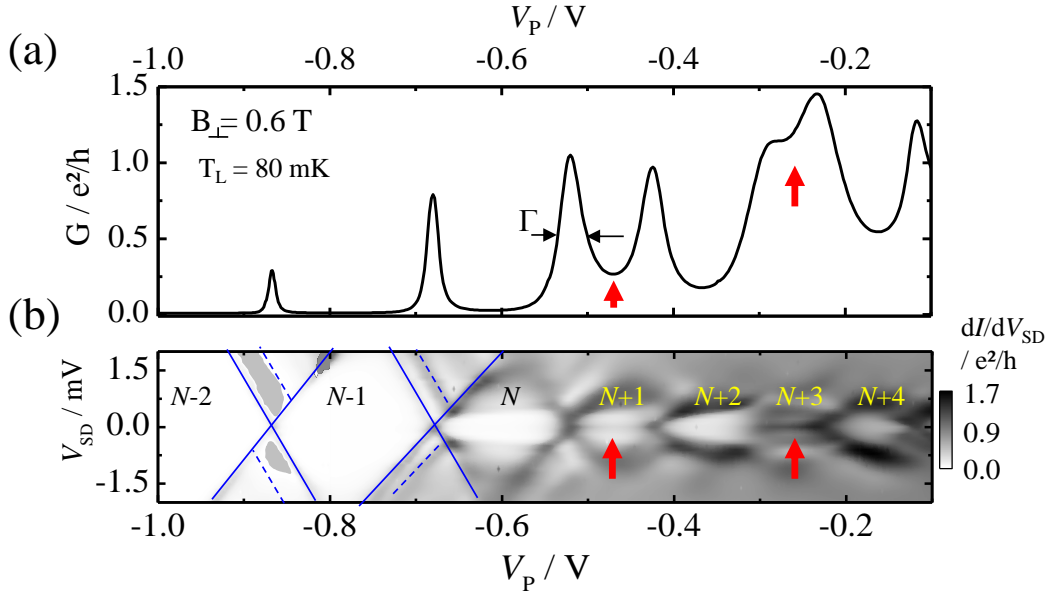 (a)
V_P / V
-1.0 -0.8 -0.6 -0.4 -0.2
1.5
1.0
0.5
0.0
G / e²/h
B⊥= 0.6 T
T_L = 80 mK
Γ
(b)
dI/dV_SD
/ e²/h
1.7
0.9
0.0
V_SD / mV
1.5
0.0
-1.5
N-2 N-1 N N+1 N+2 N+3 N+4
-1.0 -0.8 -0.6 -0.4 -0.2
V_P / V